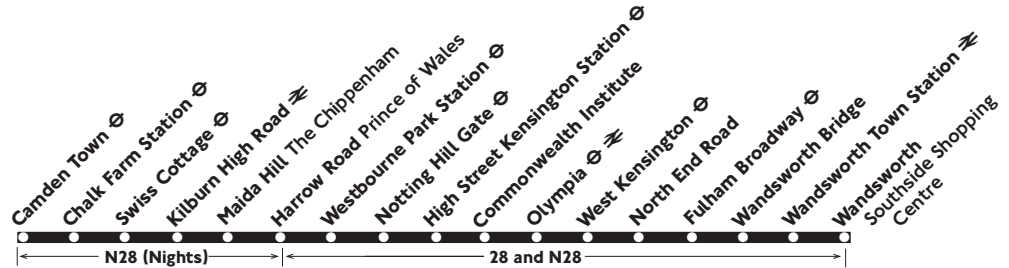 Camden Town
Chalk Farm Station
Swiss Cottage
Kilburn High Road
Maida Hill The Chippenham
Harrow Road Prince of Wales
Westbourne Park Station
Notting Hill Gate
High Street Kensington Station
Commonwealth Institute
Olympia
West Kensington
North End Road
Fulham Broadway
Wandsworth Bridge
Wandsworth Town Station
Wandsworth
Southside Shopping
Centre
N28 (Nights)
28 and N28